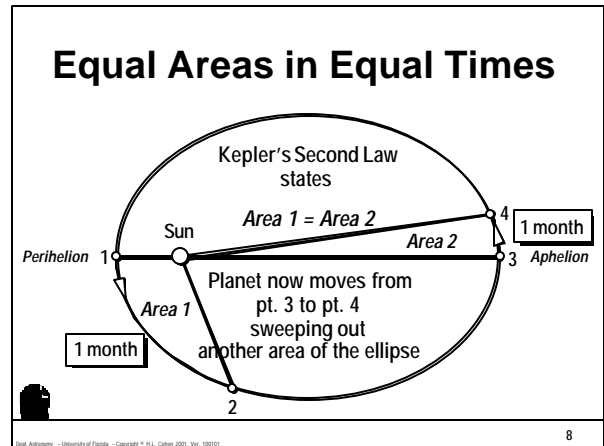 Equal Areas in Equal Times
Kepler's Second Law
states
Area 1 = Area 2
4
1 month
Sun
Area 2
Perihelion
1
3
Aphelion
Planet now moves from
pt. 3 to pt. 4
sweeping out
another area of the ellipse
Area 1
1 month
2
8
Dept. Astronomy – University of Florida – Copyright © H.L. Cohen 2001. Ver. 100101